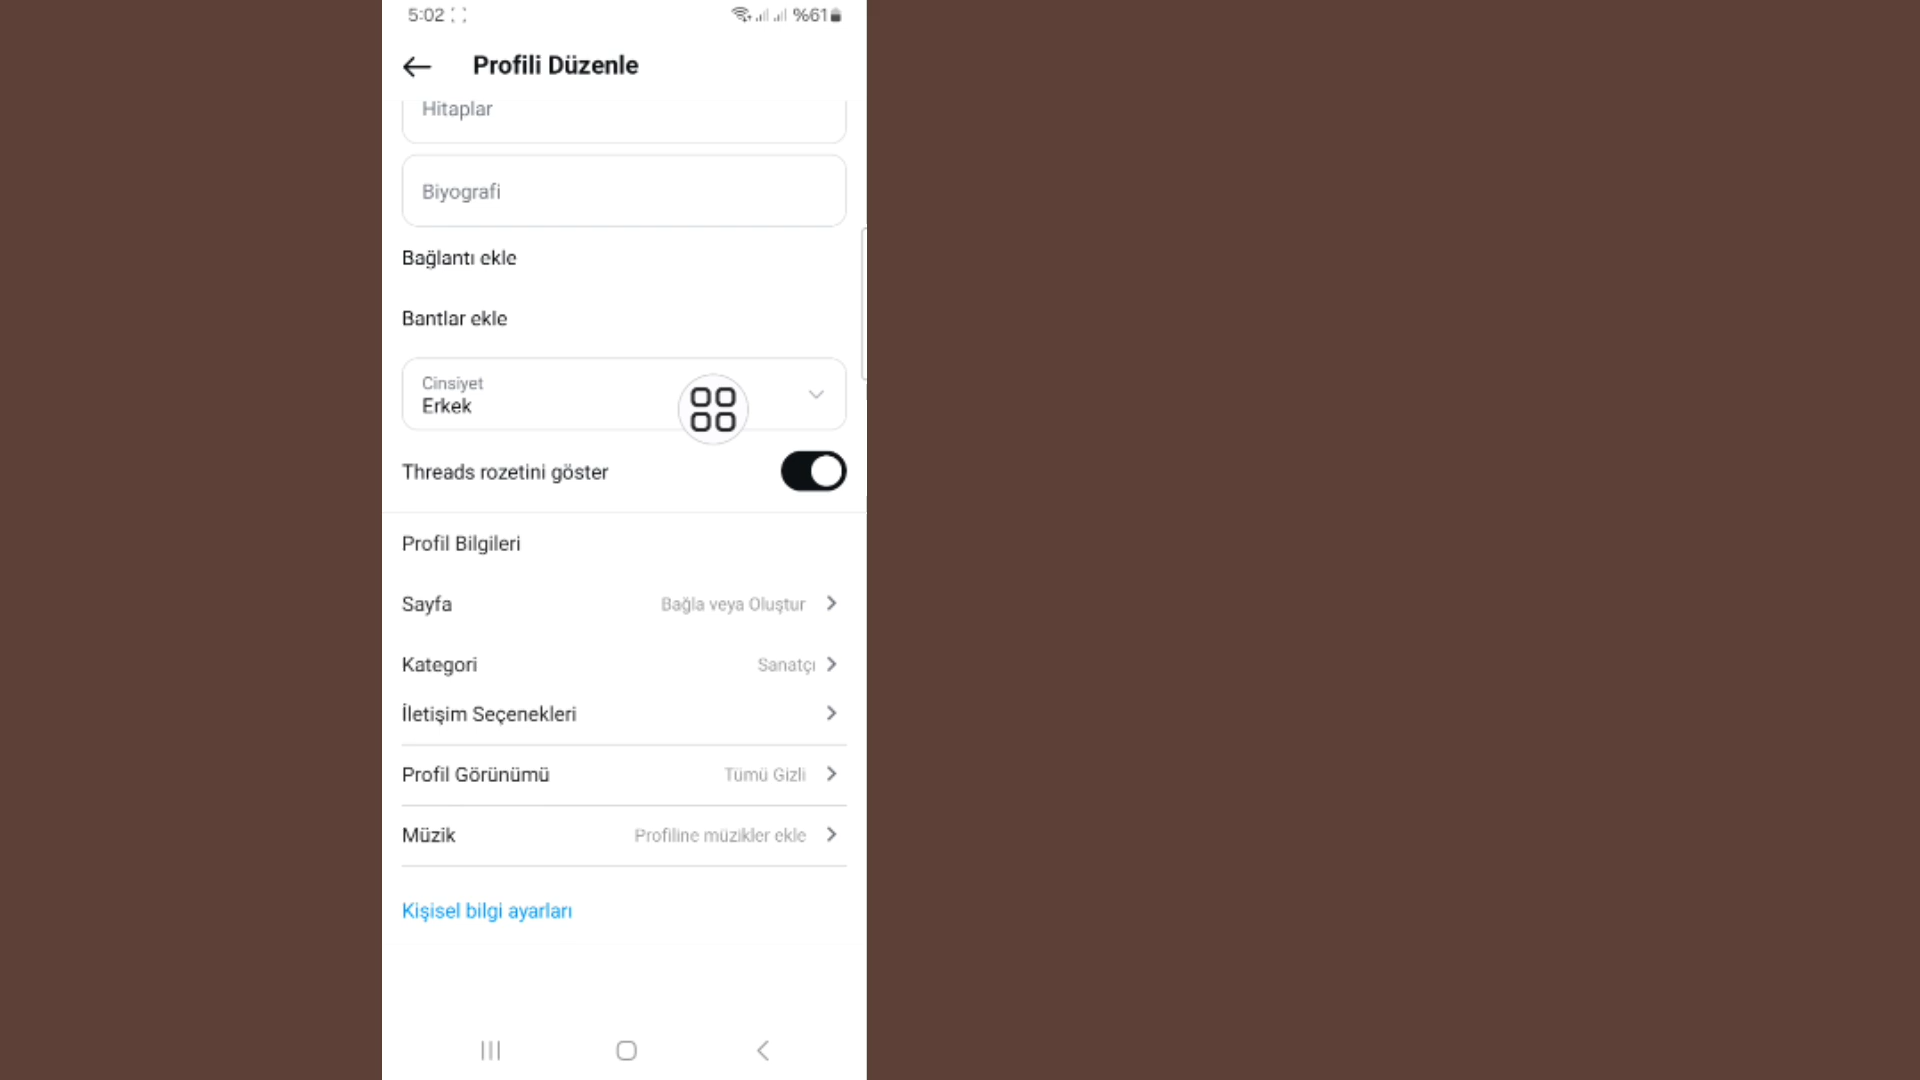 5:02 %61
Profili Düzenle
Hitaplar
Biyografi
Bağlantı ekle
Bantlar ekle
Cinsiyet
Erkek
Threads rozetini göster
Profil Bilgileri
Sayfa Bağla veya Oluştur
Kategori Sanatçı
İletişim Seçenekleri
Profil Görünümü Tümü Gizli
Müzik Profiline müzikler ekle
Kişisel bilgi ayarları